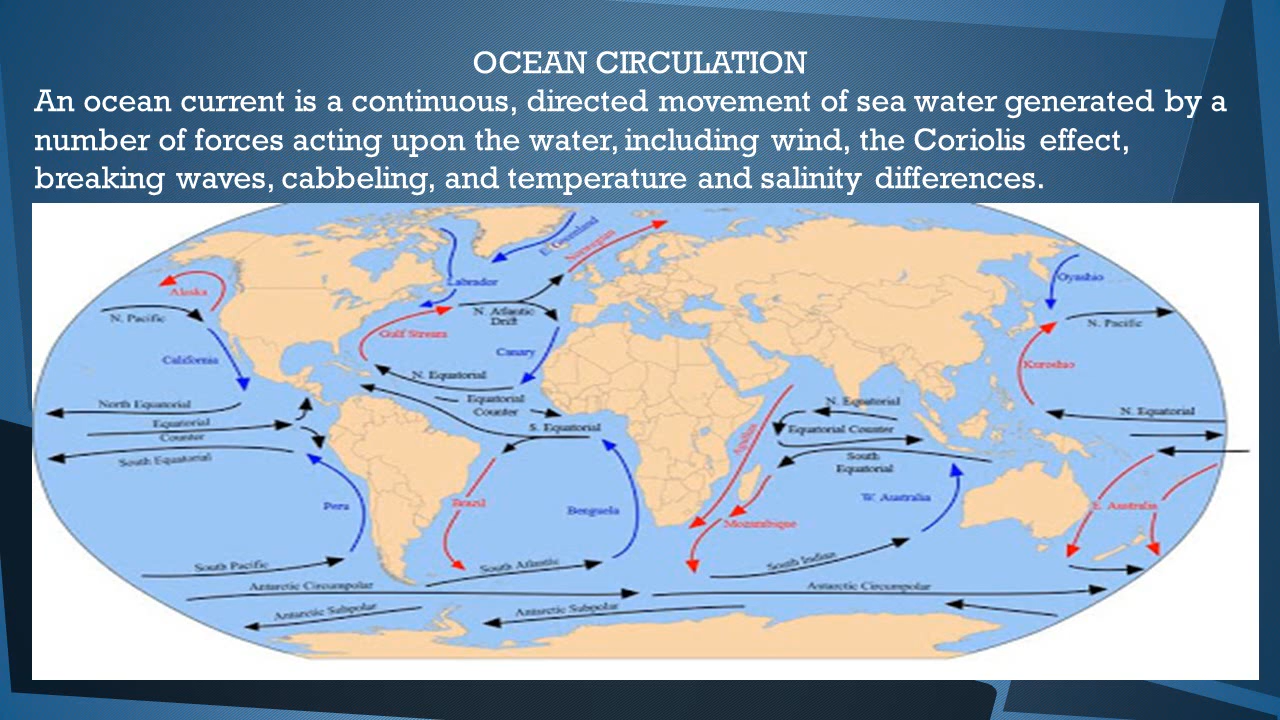 OCEAN CIRCULATION
An ocean current is a continuous, directed movement of sea water generated by a
number of forces acting upon the water, including wind, the Coriolis effect,
breaking waves, cabbeling, and temperature and salinity differences.
E. Greenland
Norwegian
Labrador
Oyashio
Alaska
N. Pacific
N. Atlantic
Drift
N. Pacific
Gulf Stream
California
Canary
Kuroshio
N. Equatorial
North Equatorial
Equatorial
Counter
N. Equatorial
N. Equatorial
Equatorial
Counter
S. Equatorial
Equatorial Counter
South Equatorial
South
Equatorial
Agulhas
Peru
Brazil
Benguela
W. Australia
E. Australia
Mozambique
South Pacific
South Atlantic
South Indian
Antarctic Circumpolar
Antarctic Circumpolar
Antarctic Subpolar
Antarctic Subpolar